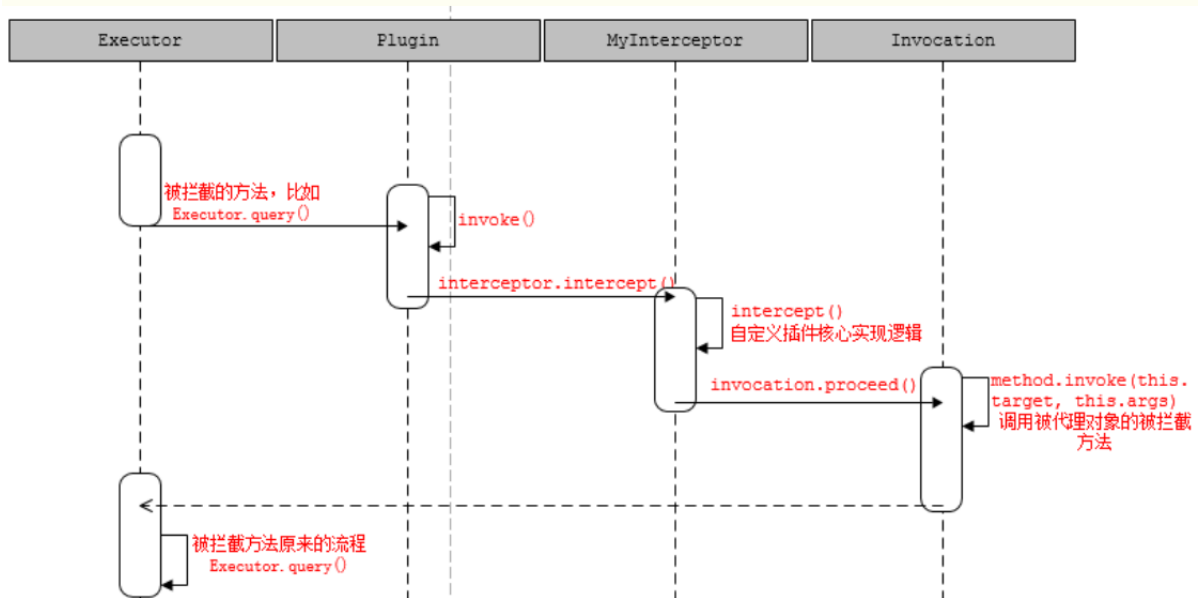 Executor
Plugin
MyInterceptor
Invocation
被拦截的方法，比如
Executor.query()
invoke()
interceptor.intercept()
intercept()
自定义插件核心实现逻辑
invocation.proceed()
method.invoke(this.
target, this.args)
调用被代理对象的被拦截
方法
被拦截方法原来的流程
Executor.query()